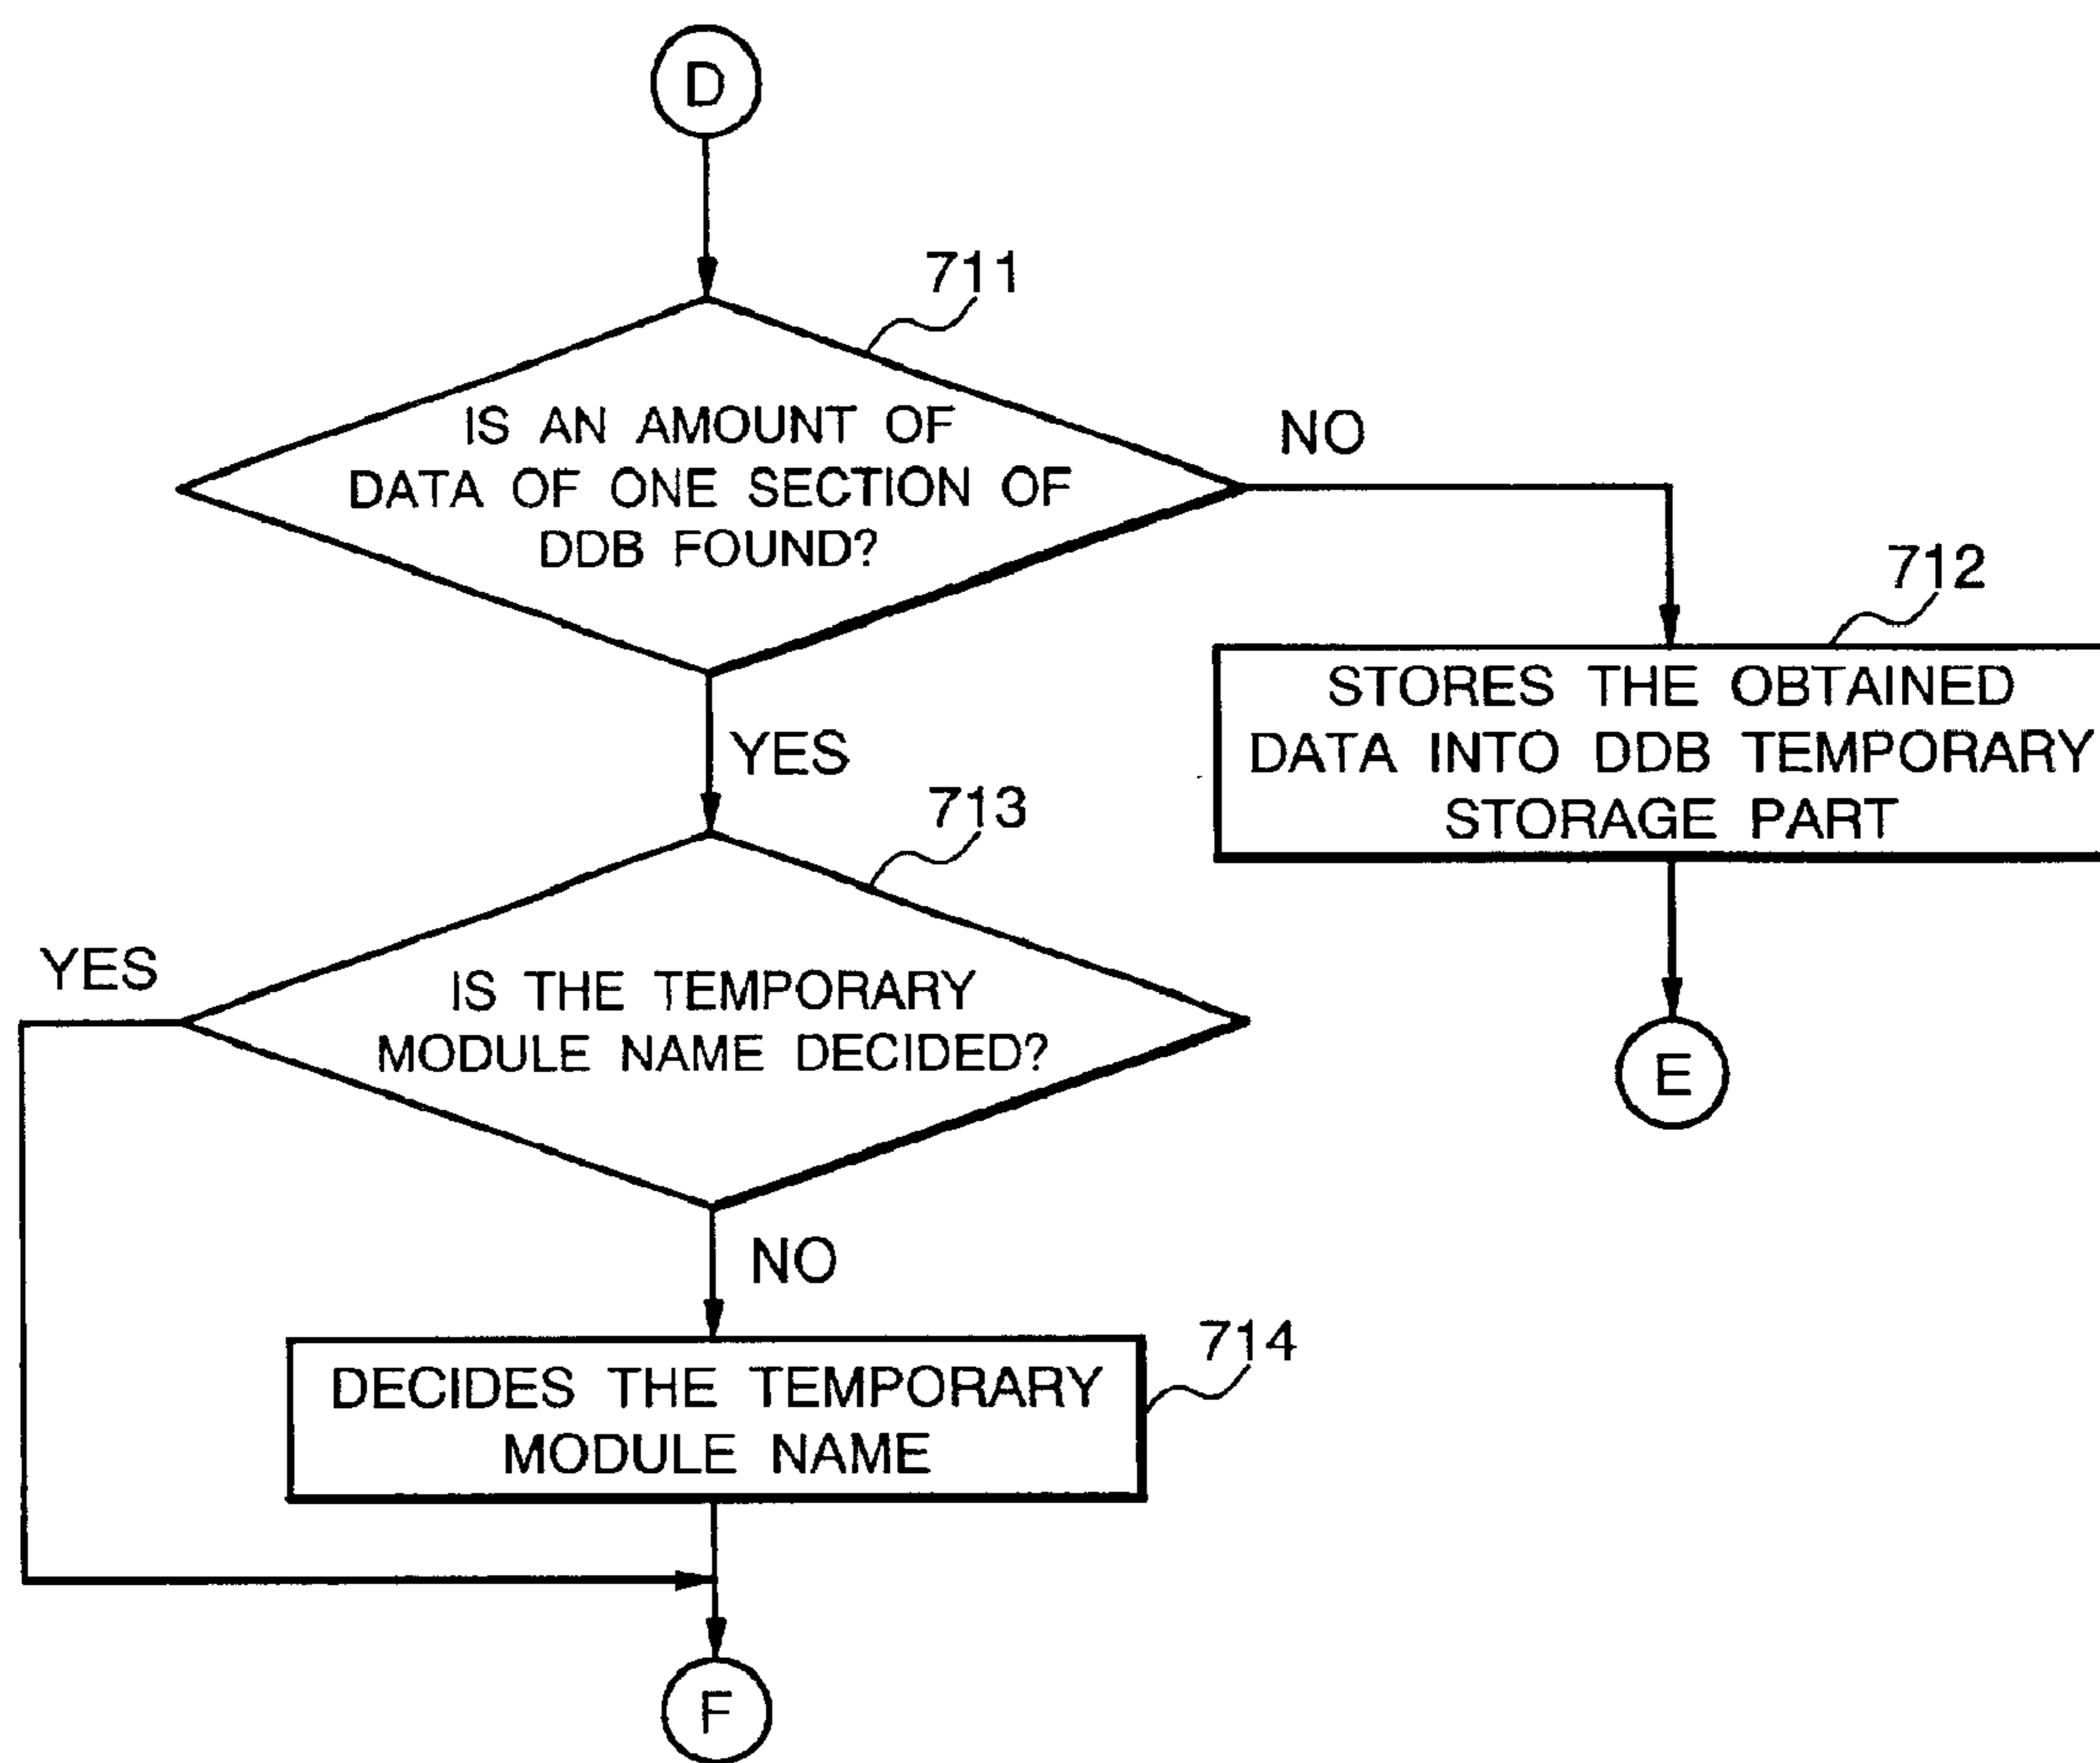 D
711
IS AN AMOUNT OF
DATA OF ONE SECTION OF
DDB FOUND?
NO
712
STORES THE OBTAINED
DATA INTO DDB TEMPORARY
STORAGE PART
E
YES
713
YES
IS THE TEMPORARY
MODULE NAME DECIDED?
NO
714
DECIDES THE TEMPORARY
MODULE NAME
F